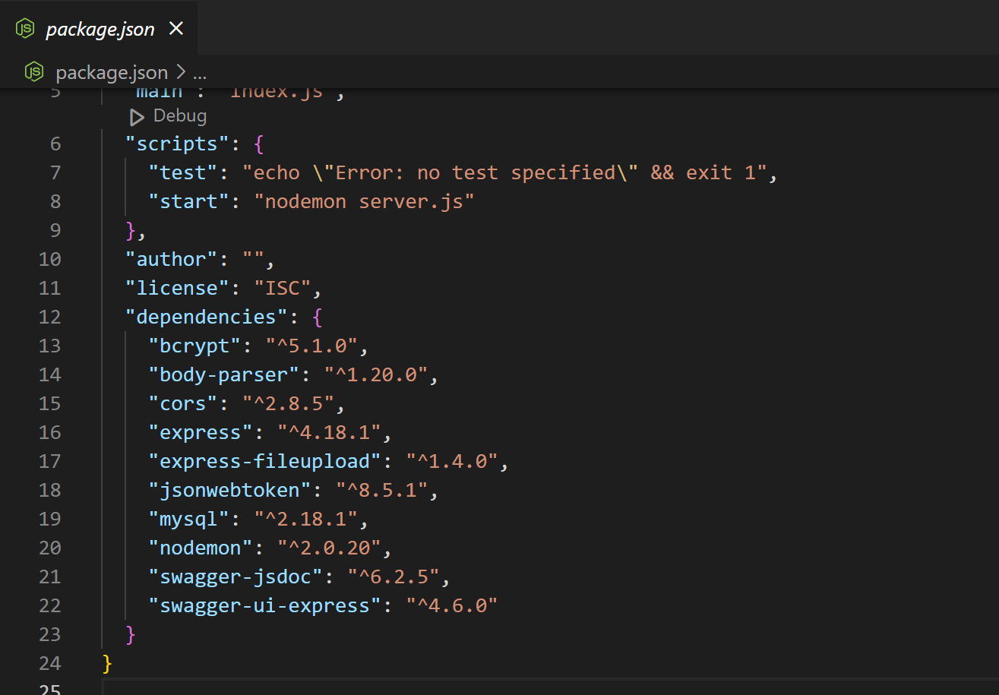 package.json
package.json > ...
5 "main": "index.js",
Debug
6 "scripts": {
7 "test": "echo \"Error: no test specified\" && exit 1",
8 "start": "nodemon server.js"
9 },
10 "author": "",
11 "license": "ISC",
12 "dependencies": {
13 "bcrypt": "^5.1.0",
14 "body-parser": "^1.20.0",
15 "cors": "^2.8.5",
16 "express": "^4.18.1",
17 "express-fileupload": "^1.4.0",
18 "jsonwebtoken": "^8.5.1",
19 "mysql": "^2.18.1",
20 "nodemon": "^2.0.20",
21 "swagger-jsdoc": "^6.2.5",
22 "swagger-ui-express": "^4.6.0"
23 }
24 }
25